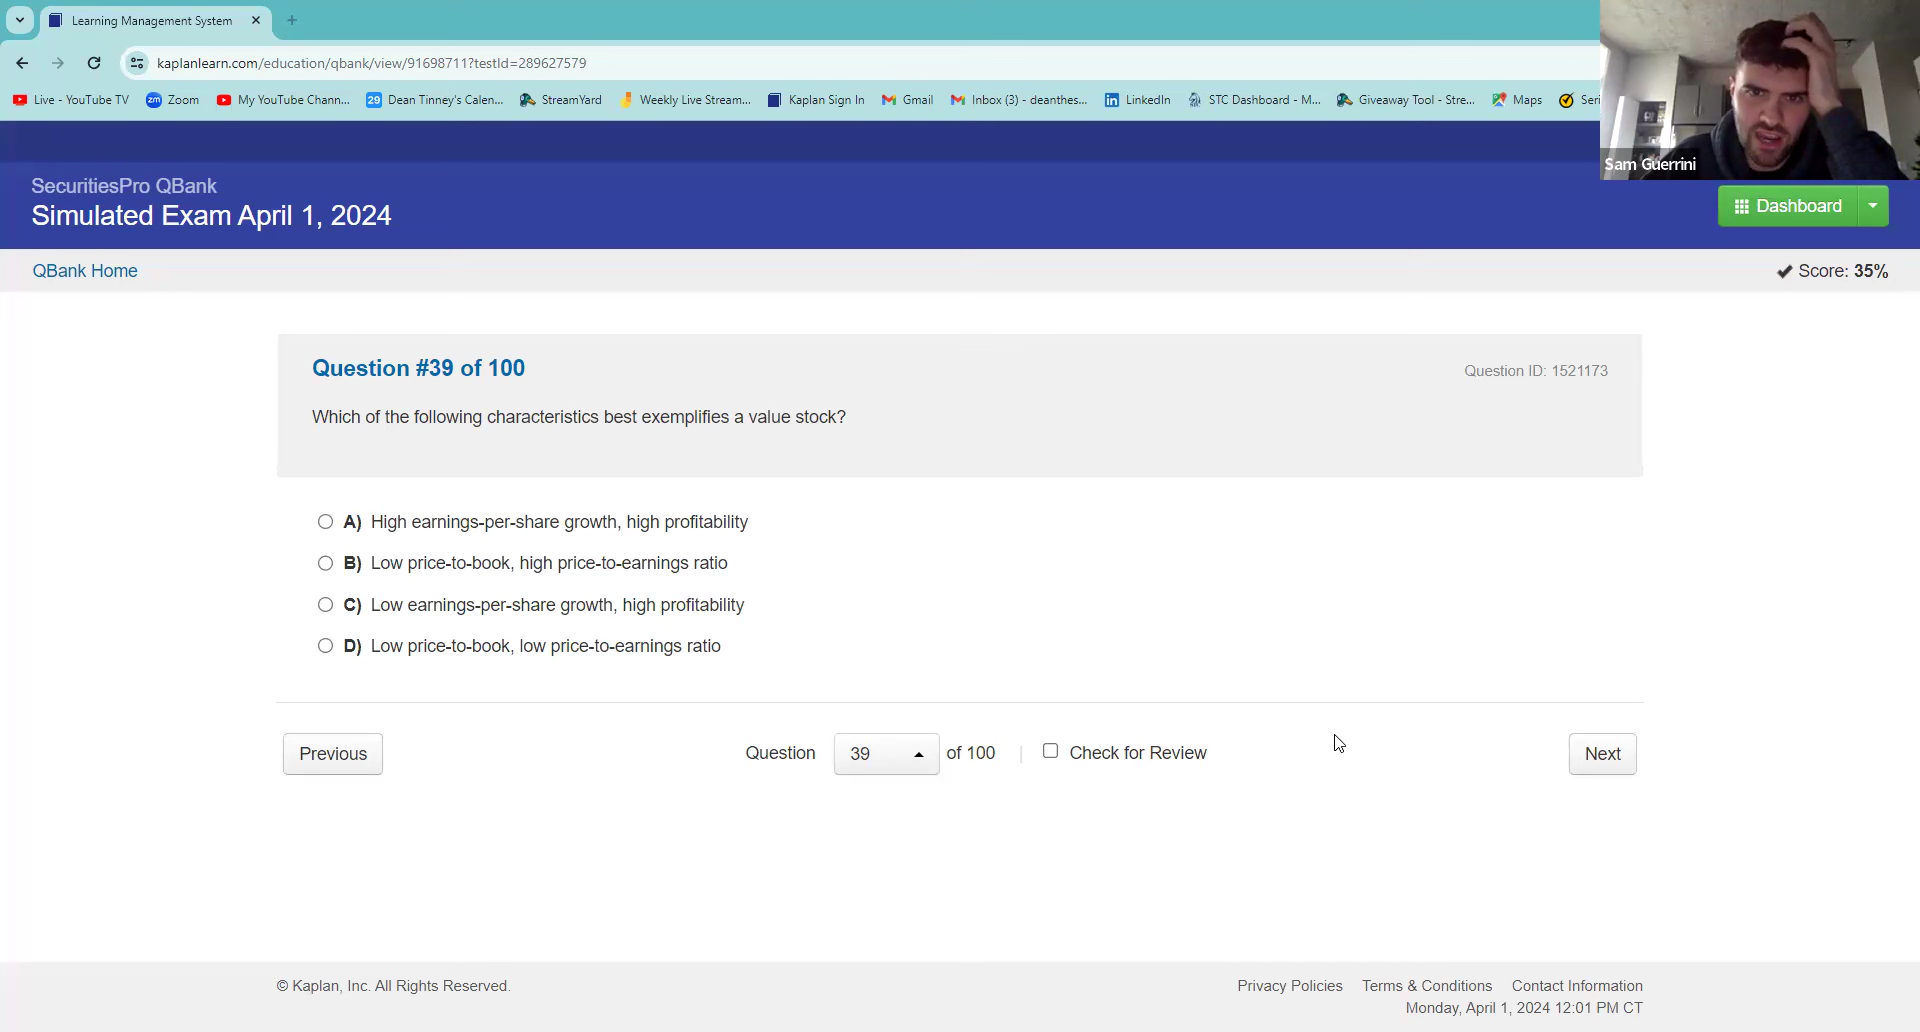 Learning Management System
kaplanlearn.com/education/qbank/view/91698711?testId=289627579
Live - YouTube TV
zm Zoom
My YouTube Chann...
29 Dean Tinney's Calen...
StreamYard
Weekly Live Stream...
Kaplan Sign In
Gmail
Inbox (3) - deanthes...
in LinkedIn
STC Dashboard - M...
Giveaway Tool - Stre...
Maps
Seri
Sam Guerrini
SecuritiesPro QBank
Simulated Exam April 1, 2024
Dashboard
QBank Home
Score: 35%
Question #39 of 100
Question ID: 1521173
Which of the following characteristics best exemplifies a value stock?
A) High earnings-per-share growth, high profitability
B) Low price-to-book, high price-to-earnings ratio
C) Low earnings-per-share growth, high profitability
D) Low price-to-book, low price-to-earnings ratio
Previous
Question 39 of 100 | Check for Review
Next
© Kaplan, Inc. All Rights Reserved.
Privacy Policies Terms & Conditions Contact Information
Monday, April 1, 2024 12:01 PM CT